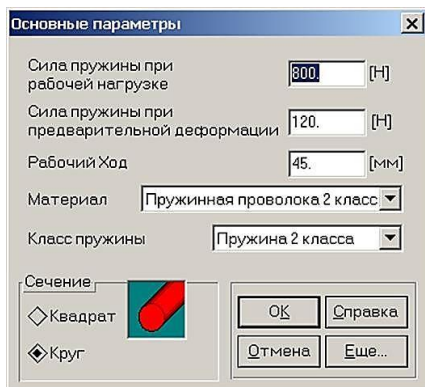 Основные параметры
Сила пружины при
рабочей нагрузке
800. [Н]
Сила пружины при
предварительной деформации
120. [Н]
Рабочий Ход 45. [мм]
Материал Пружинная проволока 2 класс
Класс пружины Пружина 2 класса
Сечение
Квадрат
Круг
ОК Справка
Отмена Еще...